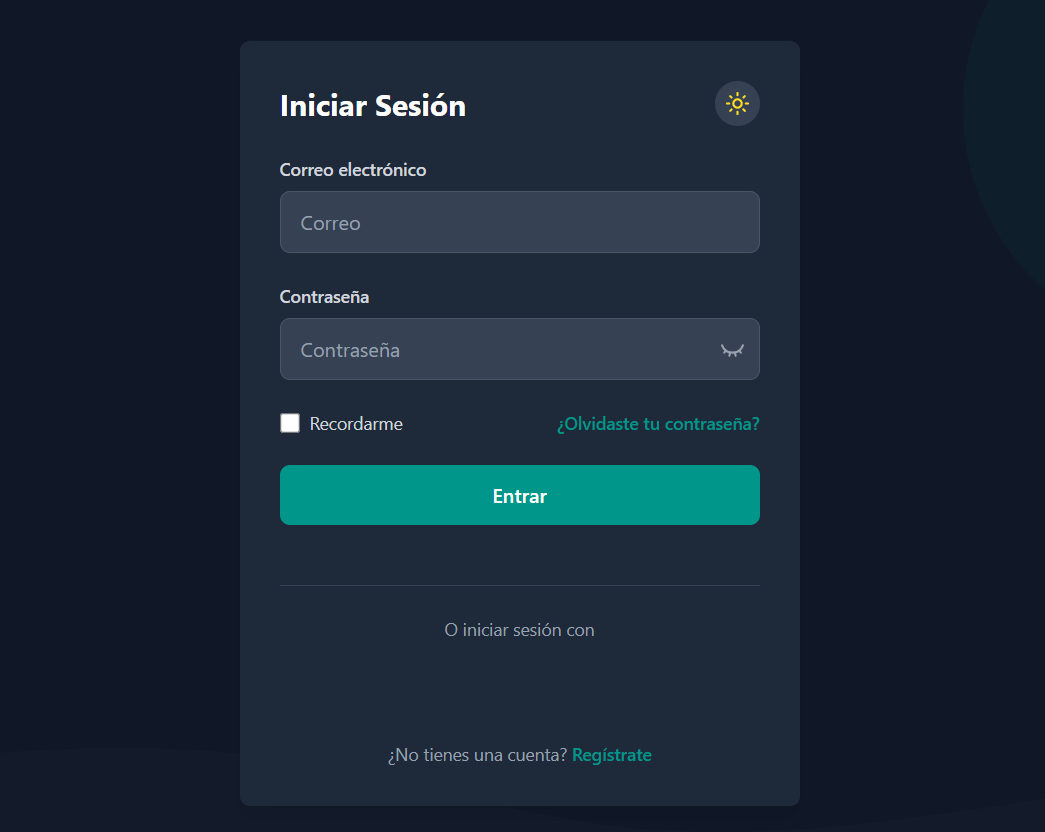 Iniciar Sesión
Correo electrónico
Correo
Contraseña
Contraseña
Recordarme ¿Olvidaste tu contraseña?
Entrar
O iniciar sesión con
¿No tienes una cuenta? Regístrate